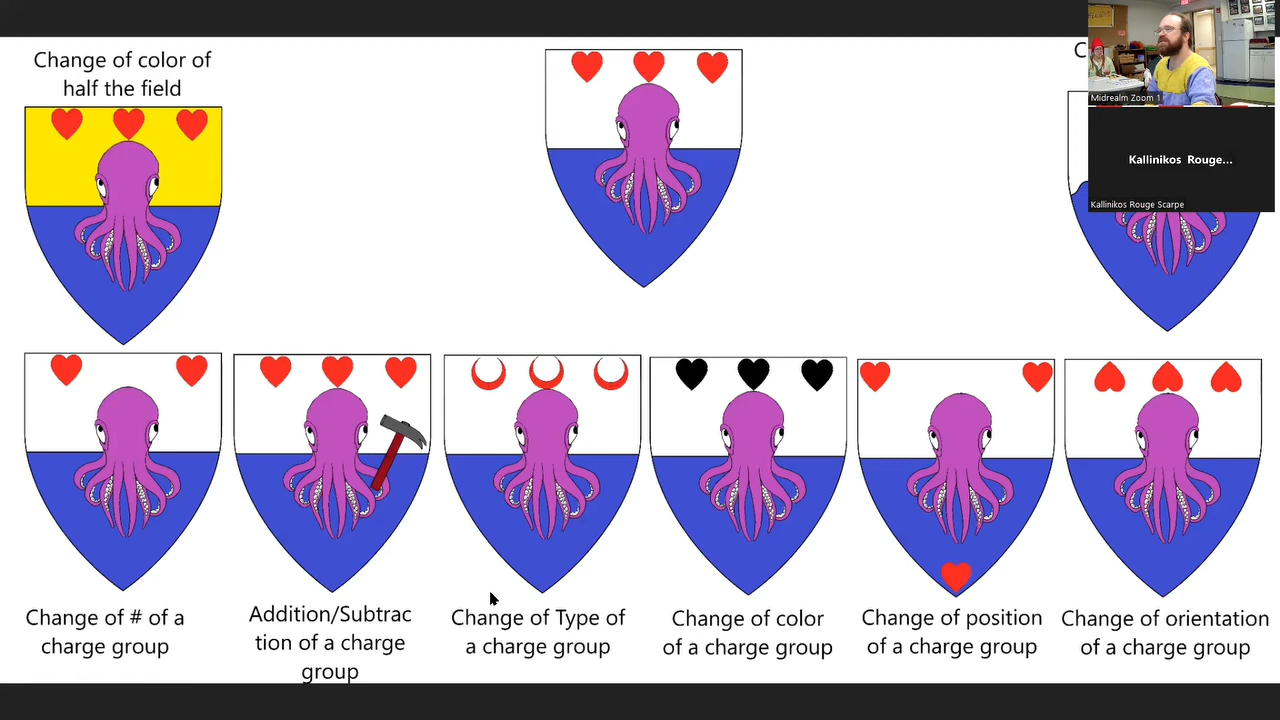 Change of color of
half the field
C
Midrealm Zoom 1
Kallinikos Rouge...
Kallinikos Rouge Scarpe
Change of # of a
charge group
Addition/Subtrac
tion of a charge
group
Change of Type of
a charge group
Change of color
of a charge group
Change of position
of a charge group
Change of orientation
of a charge group